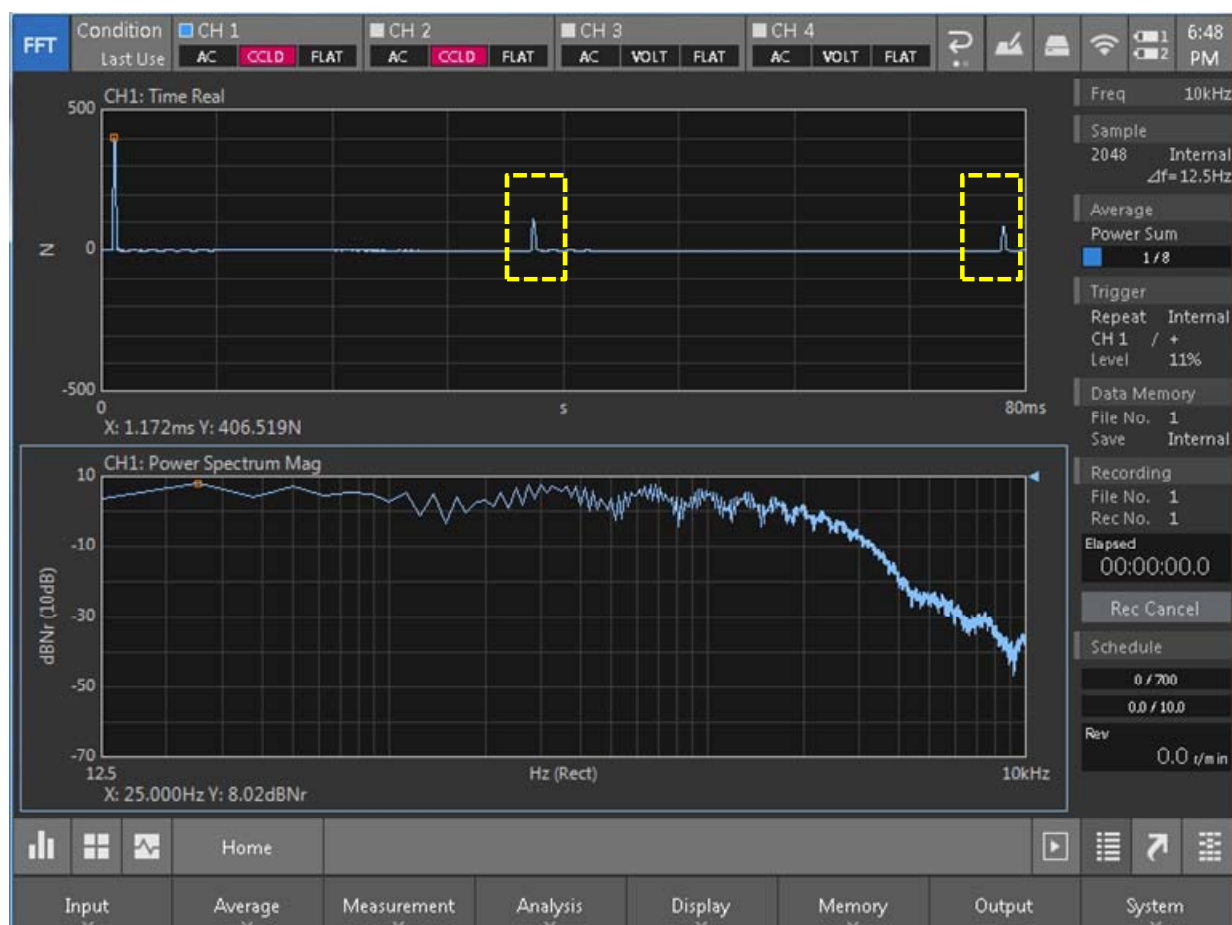 FFT
Condition
Last Use
CH 1
AC CCLD FLAT
CH 2
AC CCLD FLAT
CH 3
AC VOLT FLAT
CH 4
AC VOLT FLAT
1
2
6:48
PM
CH1: Time Real
500
N
0
-500
0
s
80ms
X: 1.172ms Y: 406.519N
CH1: Power Spectrum Mag
10
-10
-30
-50
-70
dBNr (10dB)
12.5
Hz (Rect)
10kHz
X: 25.000Hz Y: 8.02dBNr
Freq 10kHz
Sample
2048 Internal
⊿f=12.5Hz
Average
Power Sum
1/8
Trigger
Repeat Internal
CH 1 / +
Level 11%
Data Memory
File No. 1
Save Internal
Recording
File No. 1
Rec No. 1
Elapsed
00:00:00.0
Rec Cancel
Schedule
0 / 700
0.0 / 10.0
Rev
0.0 r/min
Home
Input Average Measurement Analysis Display Memory Output System